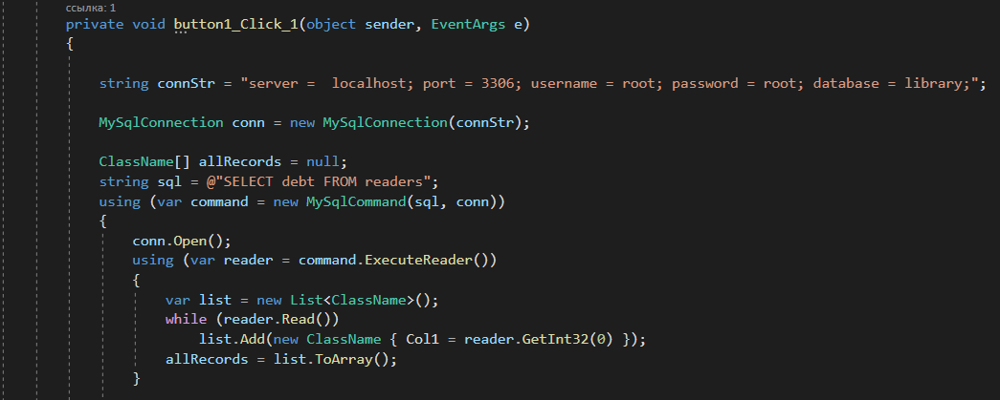 ссылка: 1
private void button1_Click_1(object sender, EventArgs e)
{
string connStr = "server =  localhost; port = 3306; username = root; password = root; database = library;";
MySqlConnection conn = new MySqlConnection(connStr);
ClassName[] allRecords = null;
string sql = @"SELECT debt FROM readers";
using (var command = new MySqlCommand(sql, conn))
{
conn.Open();
using (var reader = command.ExecuteReader())
{
var list = new List<ClassName>();
while (reader.Read())
list.Add(new ClassName { Col1 = reader.GetInt32(0) });
allRecords = list.ToArray();
}